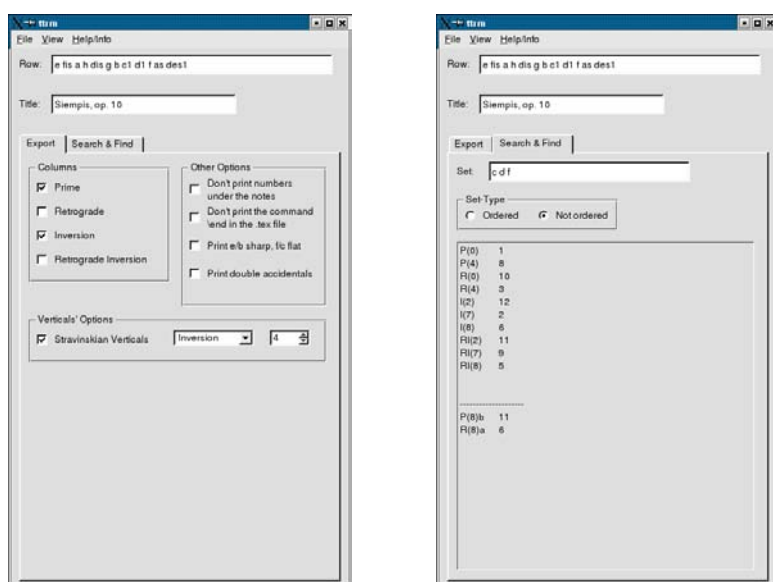 ttrm
File View Help/Info
Row: e fis a h dis g b c1 d1 f as des1
Title: Siempis, op. 10
Export Search & Find
Columns
Prime
Retrograde
Inversion
Retrograde Inversion
Other Options
Don't print numbers
under the notes
Don't print the command
\end in the .tex file
Print e/b sharp, f/c flat
Print double accidentals
Verticals' Options
Stravinskian Verticals Inversion 4
ttrm
File View Help/Info
Row: e fis a h dis g b c1 d1 f as des1
Title: Siempis, op. 10
Export Search & Find
Set: c d f
Set-Type
Ordered Not ordered
P(0) 1
P(4) 8
R(0) 10
R(4) 3
I(2) 12
I(7) 2
I(8) 6
RI(2) 11
RI(7) 9
RI(8) 5
--------------------
P(8)b 11
R(8)a 6